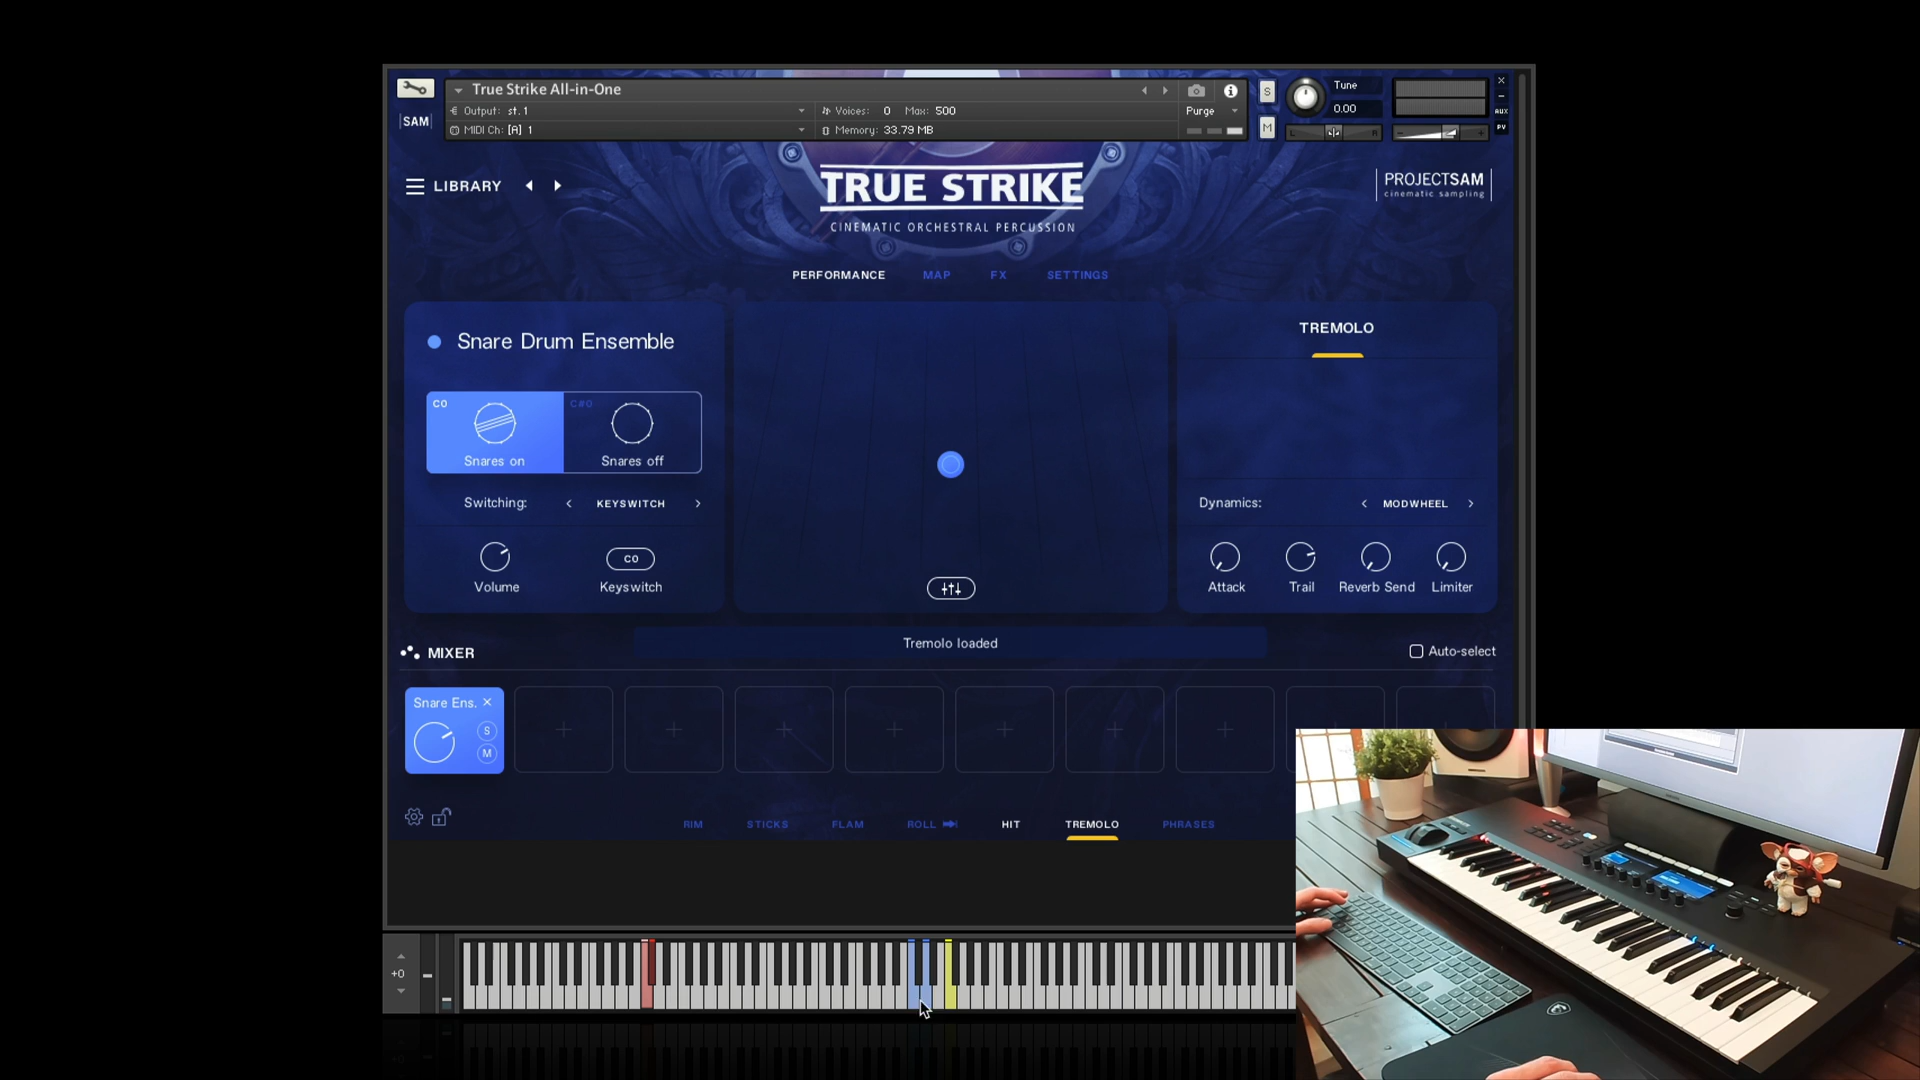 True Strike All-in-One
Output: st.1
Voices: 0 Max: 500
MIDI Ch: [A] 1
Memory: 33.79 MB
Purge
S
M
Tune
0.00
L
R
AUX
PV
|SAM|
LIBRARY
TRUE STRIKE
CINEMATIC ORCHESTRAL PERCUSSION
PROJECTSAM
cinematic sampling
PERFORMANCE MAP FX SETTINGS
Snare Drum Ensemble
C0
C#0
Snares on
Snares off
Switching: < KEYSWITCH >
C0
Volume
Keyswitch
TREMOLO
Dynamics: < MODWHEEL >
Attack Trail Reverb Send Limiter
Tremolo loaded
MIXER
Auto-select
Snare Ens. ×
S
M
RIM STICKS FLAM ROLL HIT TREMOLO PHRASES
+0